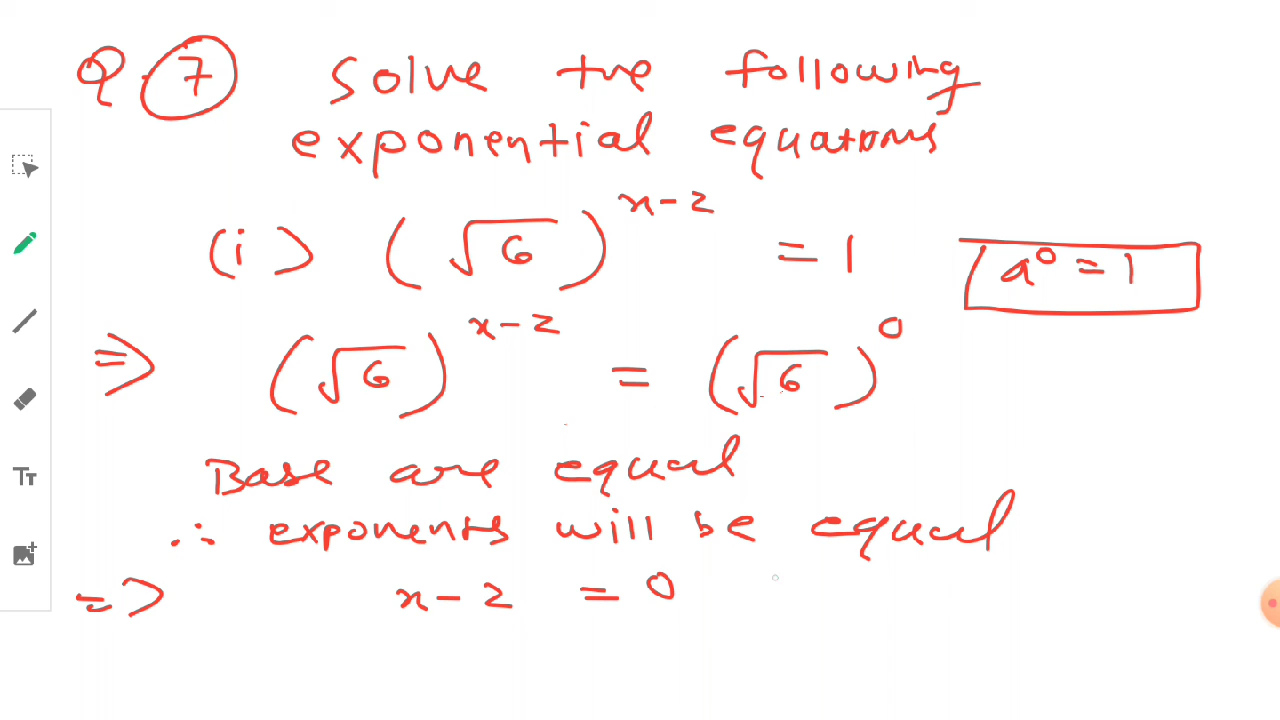 Q. 7 Solve the following
exponential equations
(i) (√6)^(x-2) = 1
a⁰ = 1
⇒ (√6)^(x-2) = (√6)⁰
Base are equal
∴ exponents will be equal
⇒ x-2 = 0
TT